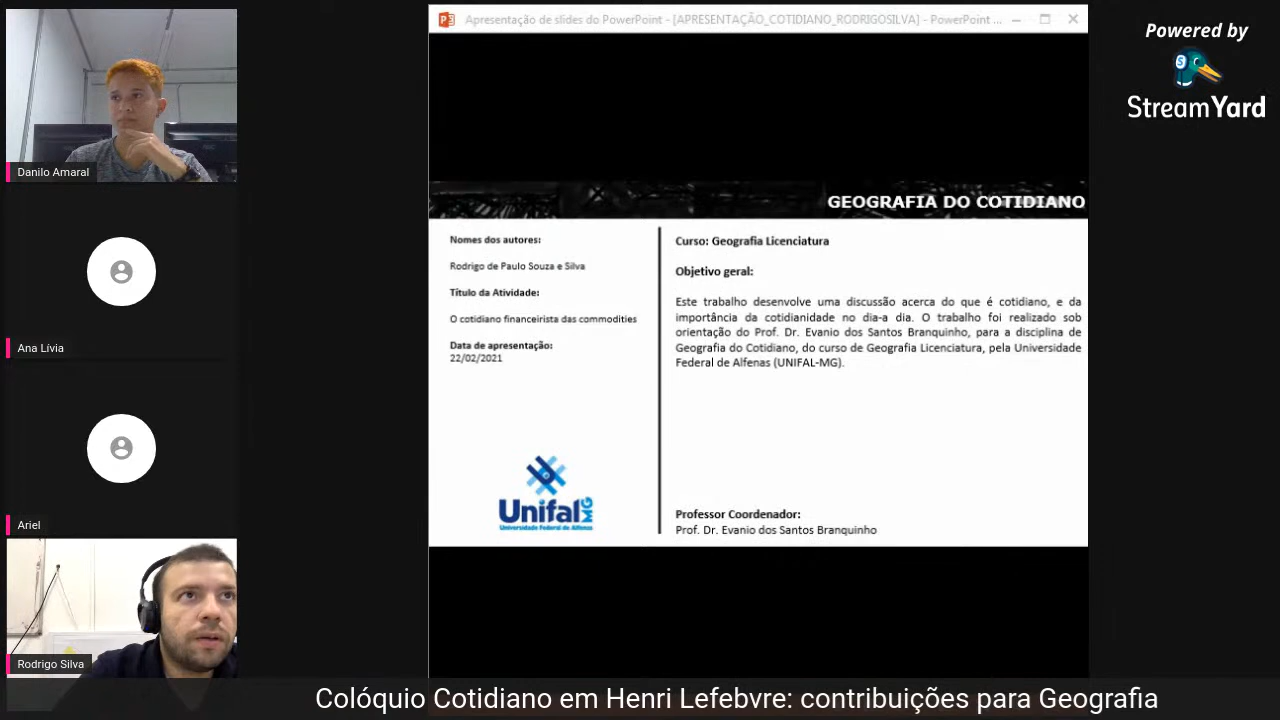 Apresentação de slides do PowerPoint - [APRESENTAÇÃO_COTIDIANO_RODRIGOSILVA] - PowerPoint ...
Powered by
StreamYard
Danilo Amaral
Ana Lívia
Ariel
Rodrigo Silva
GEOGRAFIA DO COTIDIANO
Nomes dos autores:
Rodrigo de Paulo Souza e Silva
Título da Atividade:
O cotidiano financeirista das commodities
Data de apresentação:
22/02/2021
Unifal MG
Universidade Federal de Alfenas
Curso: Geografia Licenciatura
Objetivo geral:
Este trabalho desenvolve uma discussão acerca do que é cotidiano, e da
importância da cotidianidade no dia-a dia. O trabalho foi realizado sob
orientação do Prof. Dr. Evanio dos Santos Branquinho, para a disciplina de
Geografia do Cotidiano, do curso de Geografia Licenciatura, pela Universidade
Federal de Alfenas (UNIFAL-MG).
Professor Coordenador:
Prof. Dr. Evanio dos Santos Branquinho
Colóquio Cotidiano em Henri Lefebvre: contribuições para Geografia